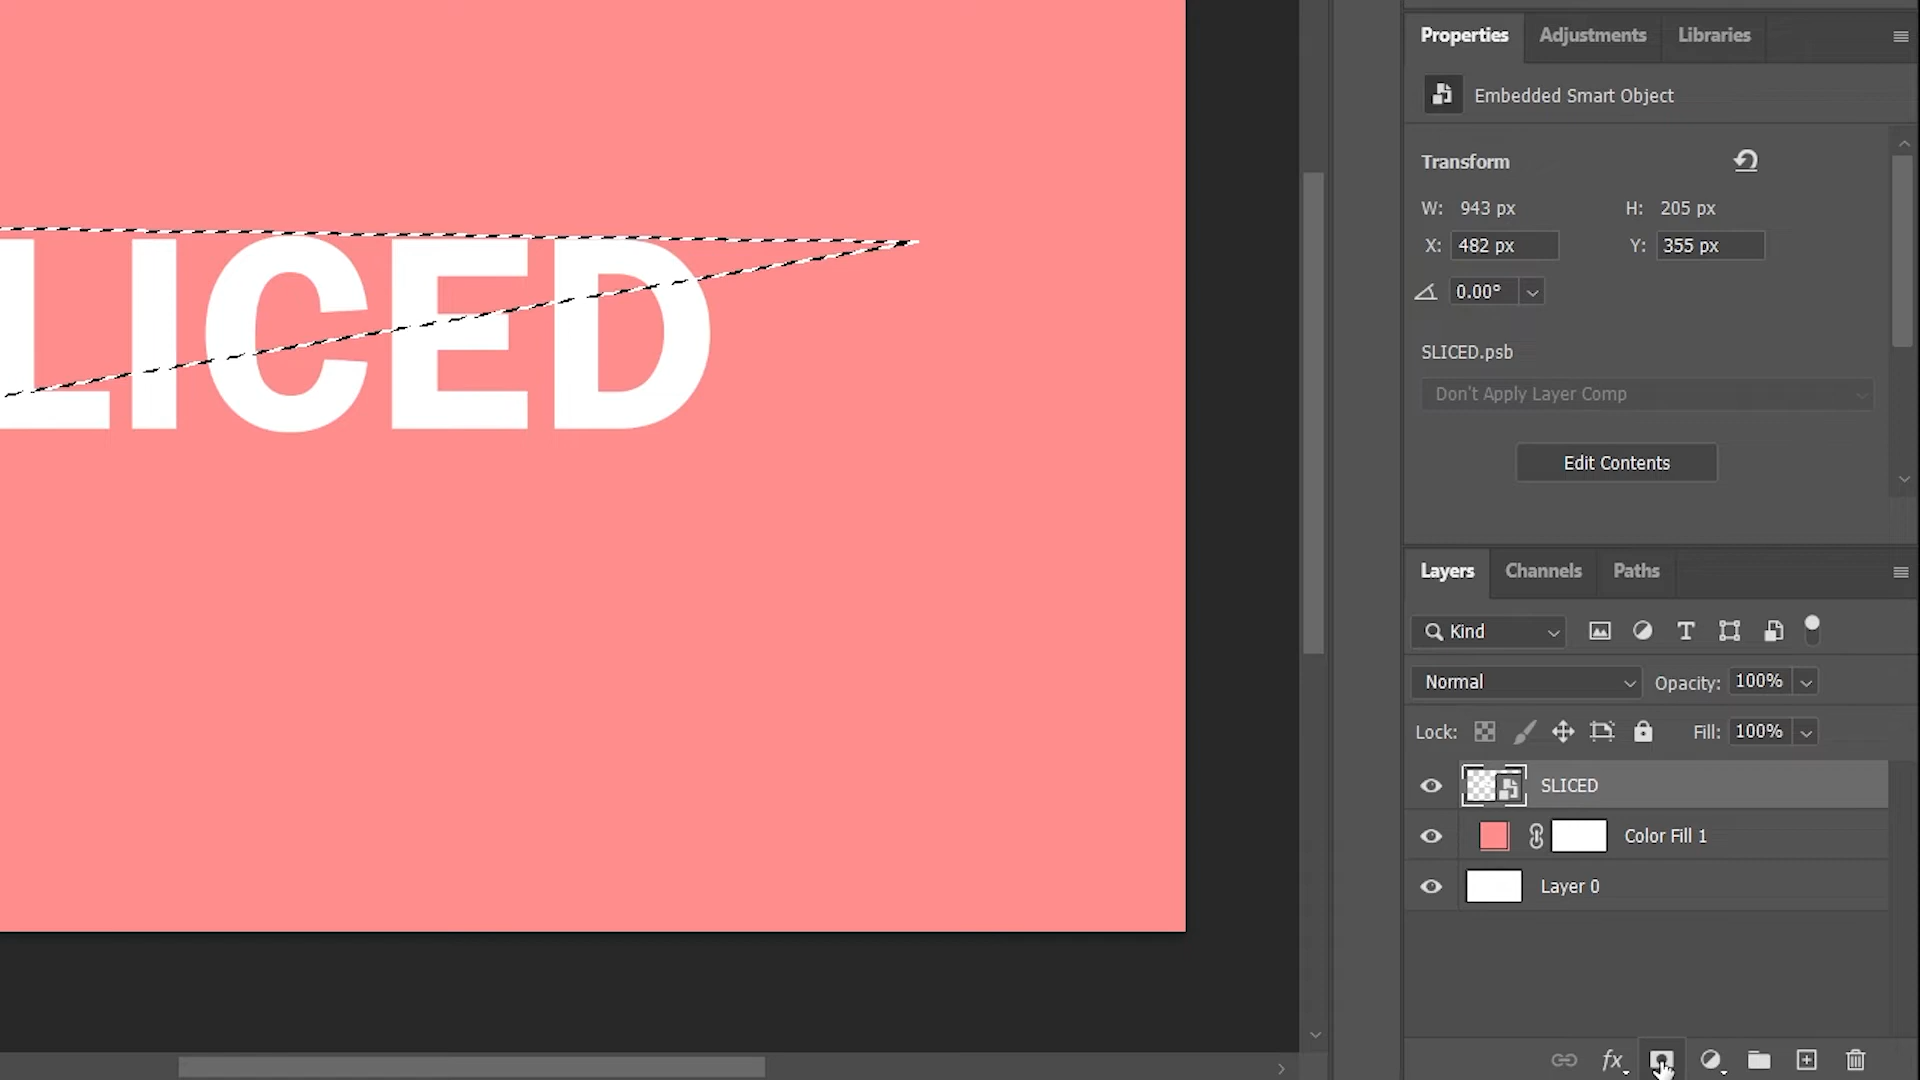 Properties Adjustments Libraries
Embedded Smart Object
Transform
W: 943 px H: 205 px
X: 482 px Y: 355 px
0.00°
SLICED.psb
Don't Apply Layer Comp
Edit Contents
LICED
Layers Channels Paths
Kind
Normal Opacity: 100%
Lock: Fill: 100%
SLICED
Color Fill 1
Layer 0
fx